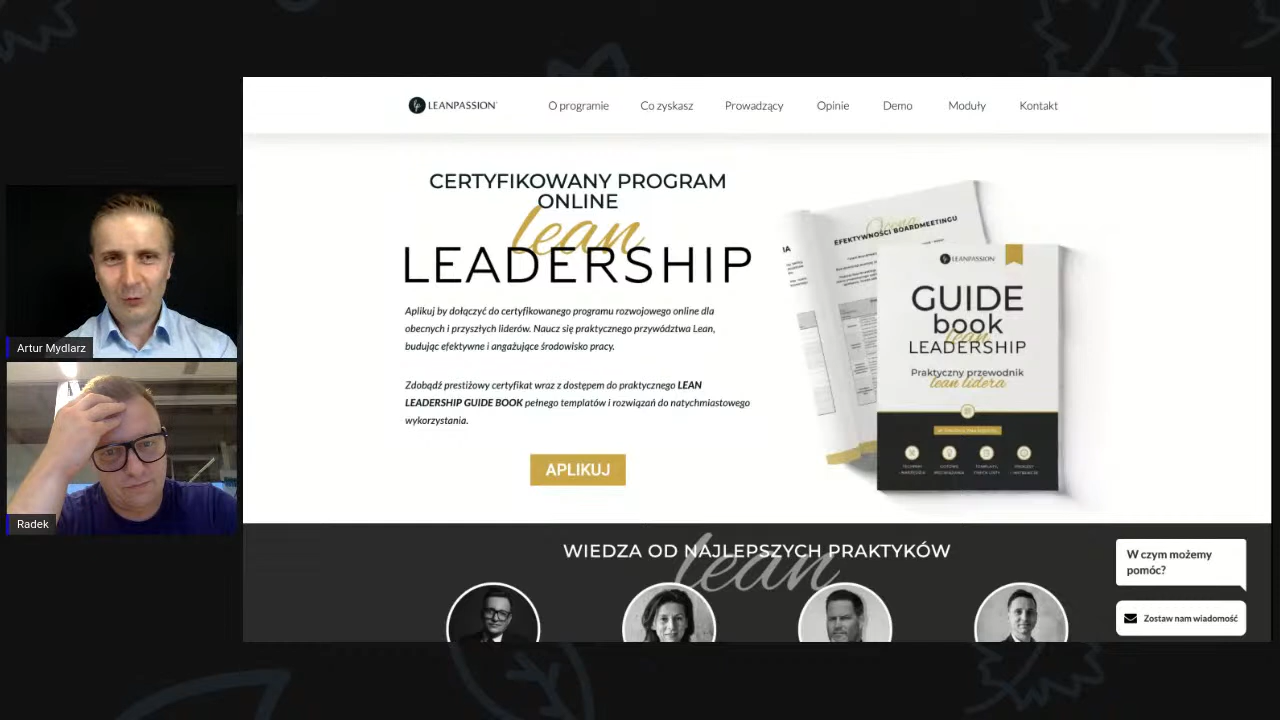 LEANPASSION
O programie
Co zyskasz
Prowadzący
Opinie
Demo
Moduły
Kontakt
CERTYFIKOWANY PROGRAM
ONLINE
lean
LEADERSHIP
Aplikuj by dołączyć do certyfikowanego programu rozwojowego online dla
obecnych i przyszłych liderów. Naucz się praktycznego przywództwa Lean,
budując efektywne i angażujące środowisko pracy.
Zdobądź prestiżowy certyfikat wraz z dostępem do praktycznego LEAN
LEADERSHIP GUIDE BOOK pełnego templatów i rozwiązań do natychmiastowego
wykorzystania.
APLIKUJ
Ocena
EFEKTYWNOŚCI BOARDMEETINGU
LEANPASSION
GUIDE
book
lean
LEADERSHIP
Praktyczny przewodnik
lean lidera
Artur Mydlarz
Radek
WIEDZA OD NAJLEPSZYCH PRAKTYKÓW
lean
W czym możemy
pomóc?
Zostaw nam wiadomość